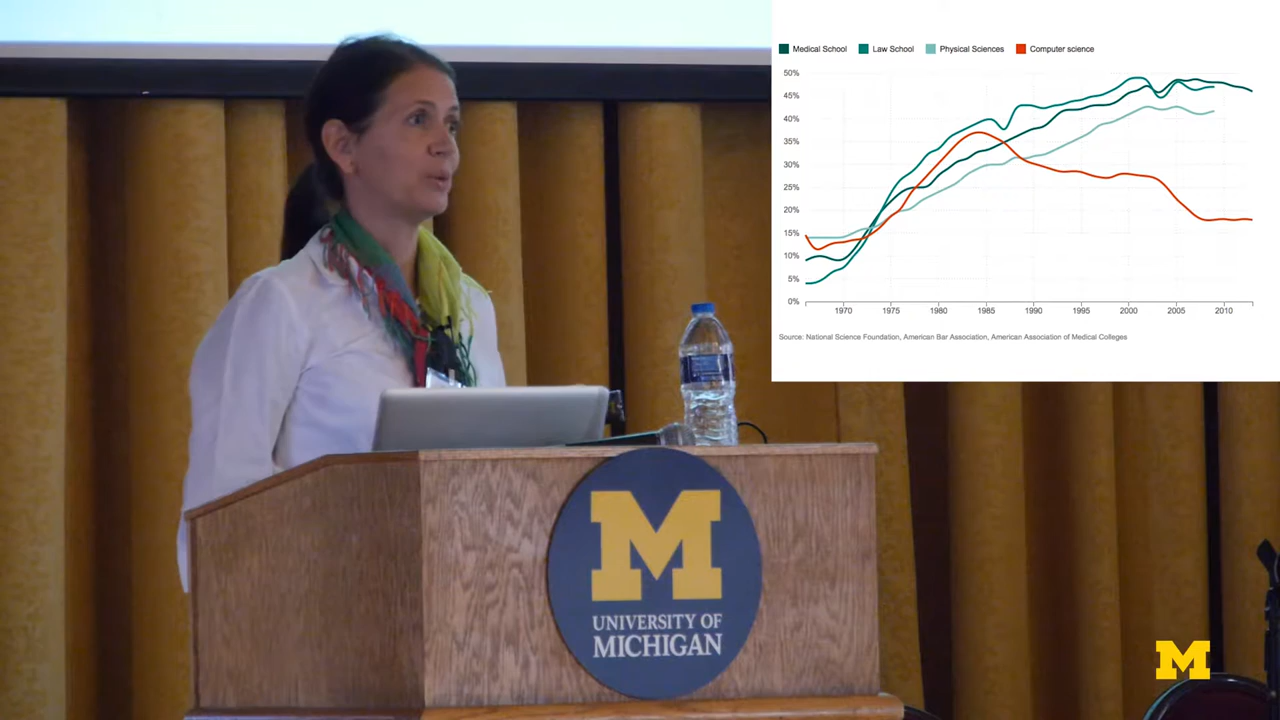 Medical School Law School Physical Sciences Computer science
50%
45%
40%
35%
30%
25%
20%
15%
10%
5%
0%
1970 1975 1980 1985 1990 1995 2000 2005 2010
Source: National Science Foundation, American Bar Association, American Association of Medical Colleges
M
UNIVERSITY OF
MICHIGAN
M